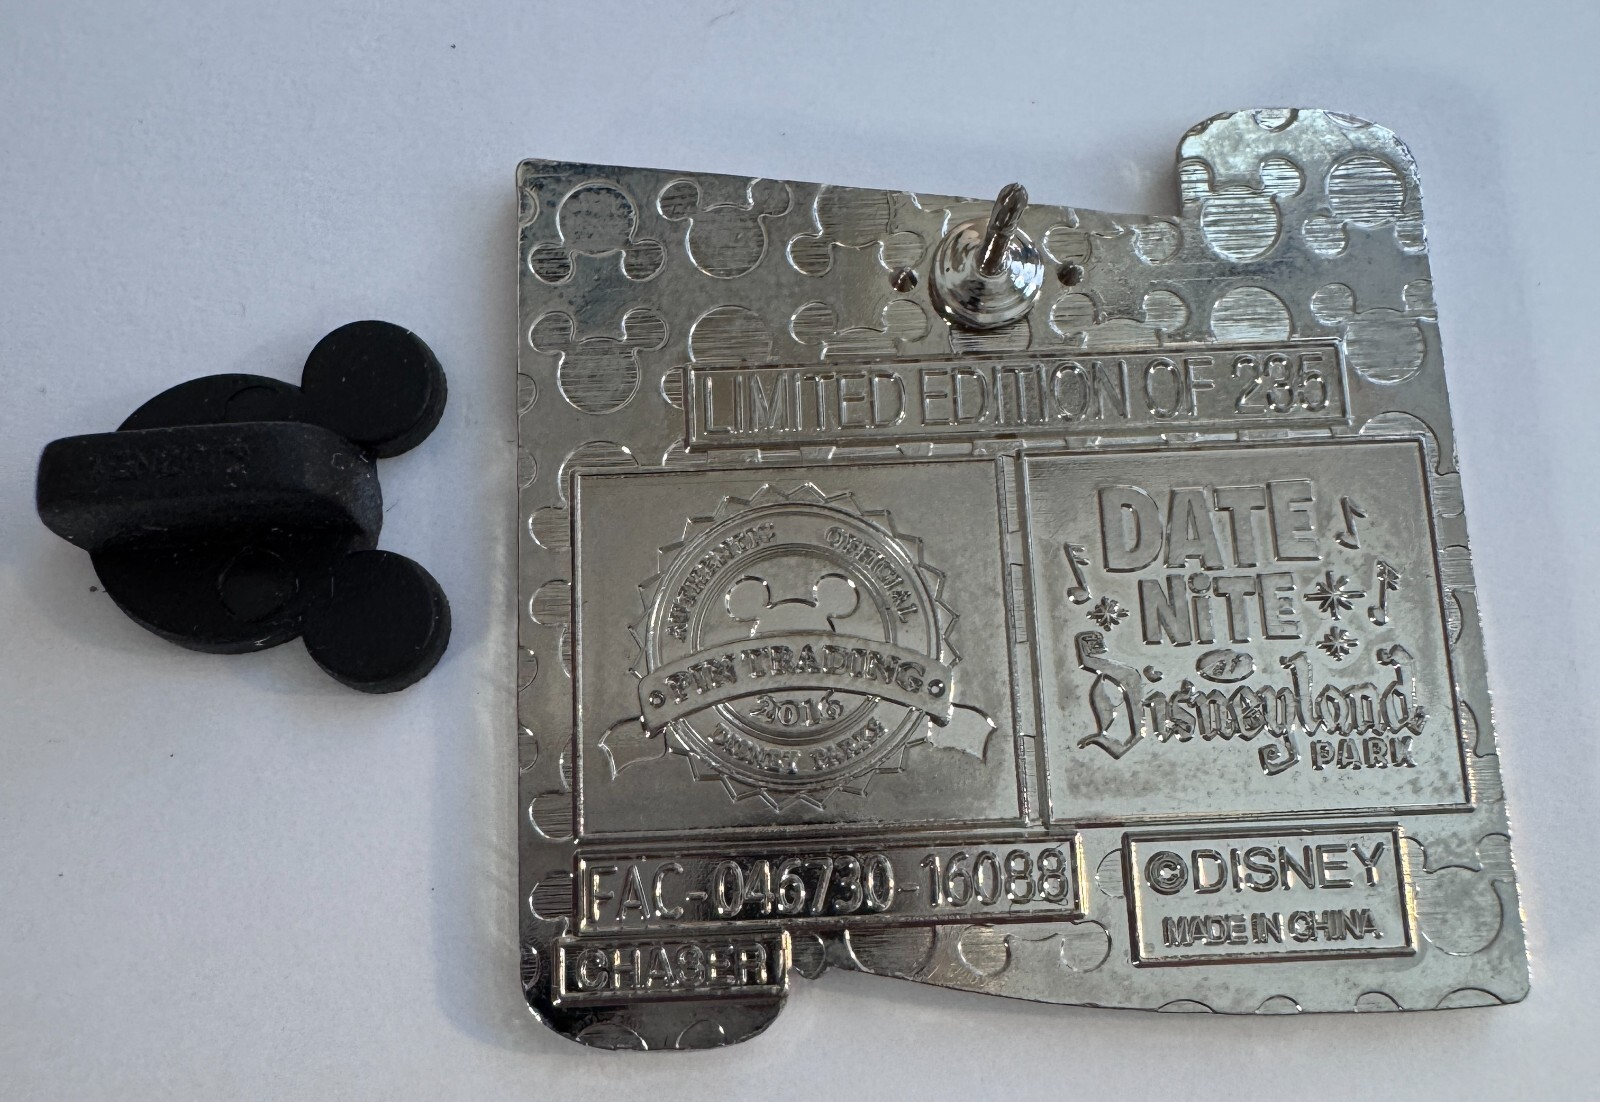 LIMITED EDITION OF 235
AUTHENTIC OFFICIAL
PIN TRADING
2016
DISNEY PARKS
DATE
NiTE
at
Disneyland
PARK
FAC-046730-16088
©DISNEY
MADE IN CHINA
CHASER